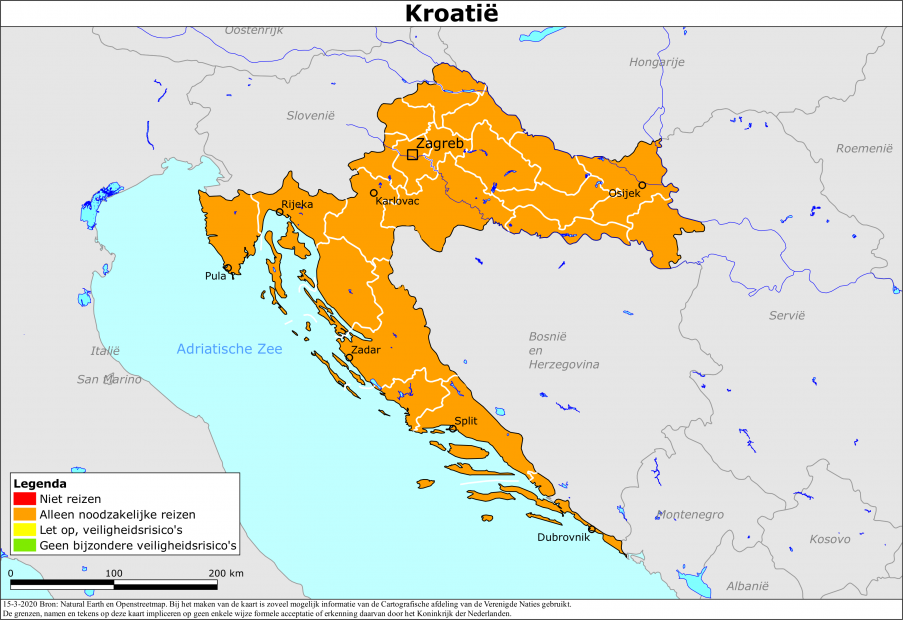 Kroatië
Oostenrijk
Hongarije
Slovenië
Zagreb
Roemenië
Osijek
Karlovac
Rijeka
Pula
Servië
Bosnië
en
Herzegovina
Adriatische Zee
Italië
Zadar
San Marino
Split
Legenda
Niet reizen
Alleen noodzakelijke reizen
Let op, veiligheidsrisico's
Geen bijzondere veiligheidsrisico's
Montenegro
Dubrovnik
Kosovo
Albanië
0 100 200 km
15-3-2020 Bron: Natural Earth en Openstreetmap. Bij het maken van de kaart is zoveel mogelijk informatie van de Cartografische afdeling van de Verenigde Naties gebruikt.
De grenzen, namen en tekens op deze kaart impliceren op geen enkele wijze formele acceptatie of erkenning daarvan door het Koninkrijk der Nederlanden.